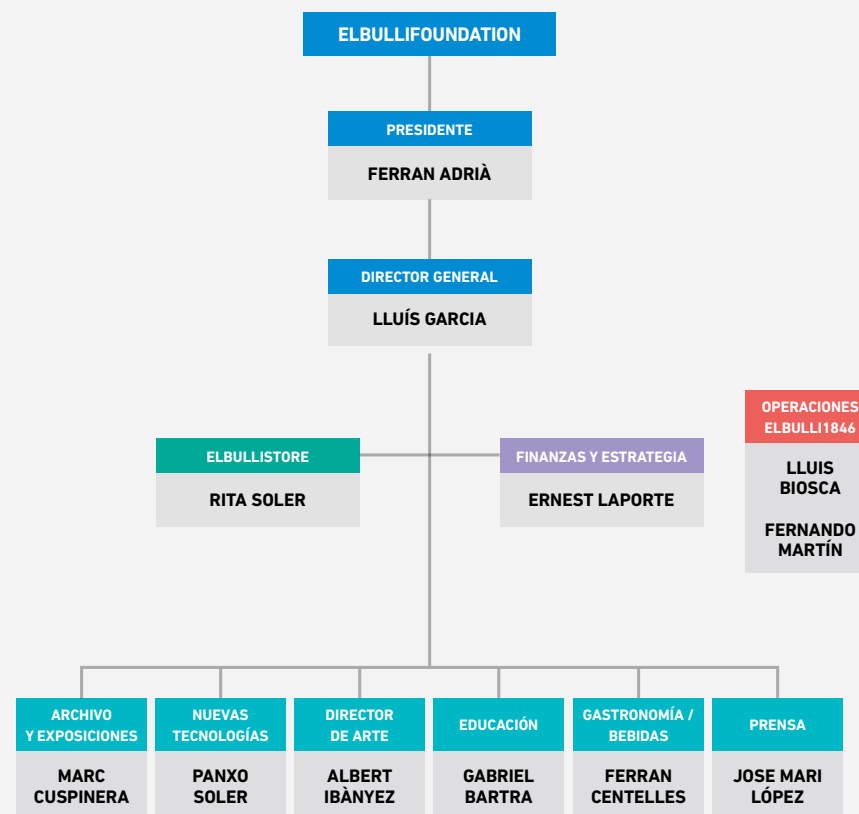 ELBULLIFOUNDATION
PRESIDENTE
FERRAN ADRIÀ
DIRECTOR GENERAL
LLUÍS GARCIA
ELBULLISTORE
RITA SOLER
FINANZAS Y ESTRATEGIA
ERNEST LAPORTE
OPERACIONES
ELBULLI1846
LLUIS
BIOSCA
FERNANDO
MARTÍN
ARCHIVO
Y EXPOSICIONES
MARC
CUSPINERA
NUEVAS
TECNOLOGÍAS
PANXO
SOLER
DIRECTOR
DE ARTE
ALBERT
IBÀNYEZ
EDUCACIÓN
GABRIEL
BARTRA
GASTRONOMÍA /
BEBIDAS
FERRAN
CENTELLES
PRENSA
JOSE MARI
LÓPEZ